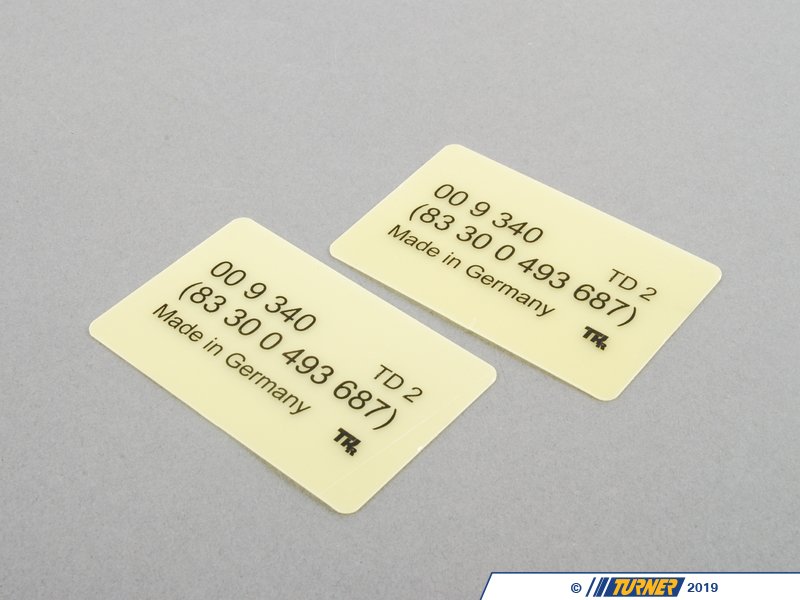 00 9 340
(83 30 0 493 687)
Made in Germany
TD 2
00 9 340
(83 30 0 493 687)
Made in Germany
TD 2
© TURNER 2019